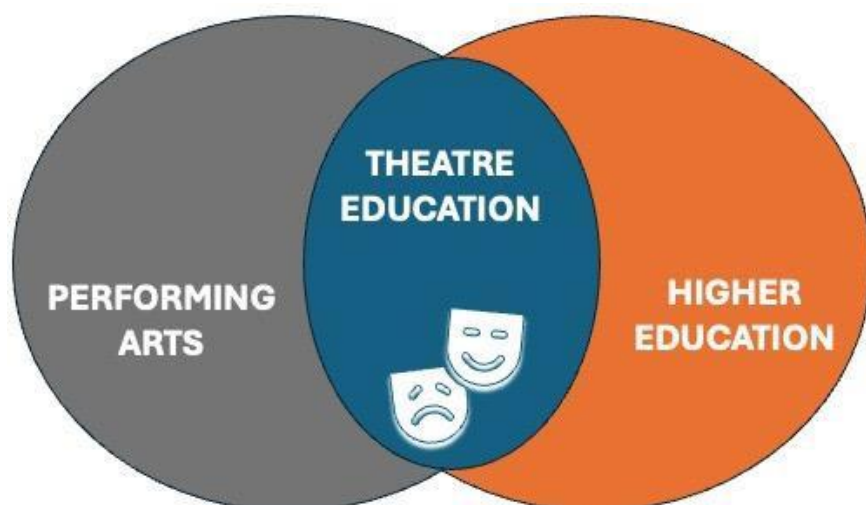 THEATRE
EDUCATION
PERFORMING
ARTS
HIGHER
EDUCATION